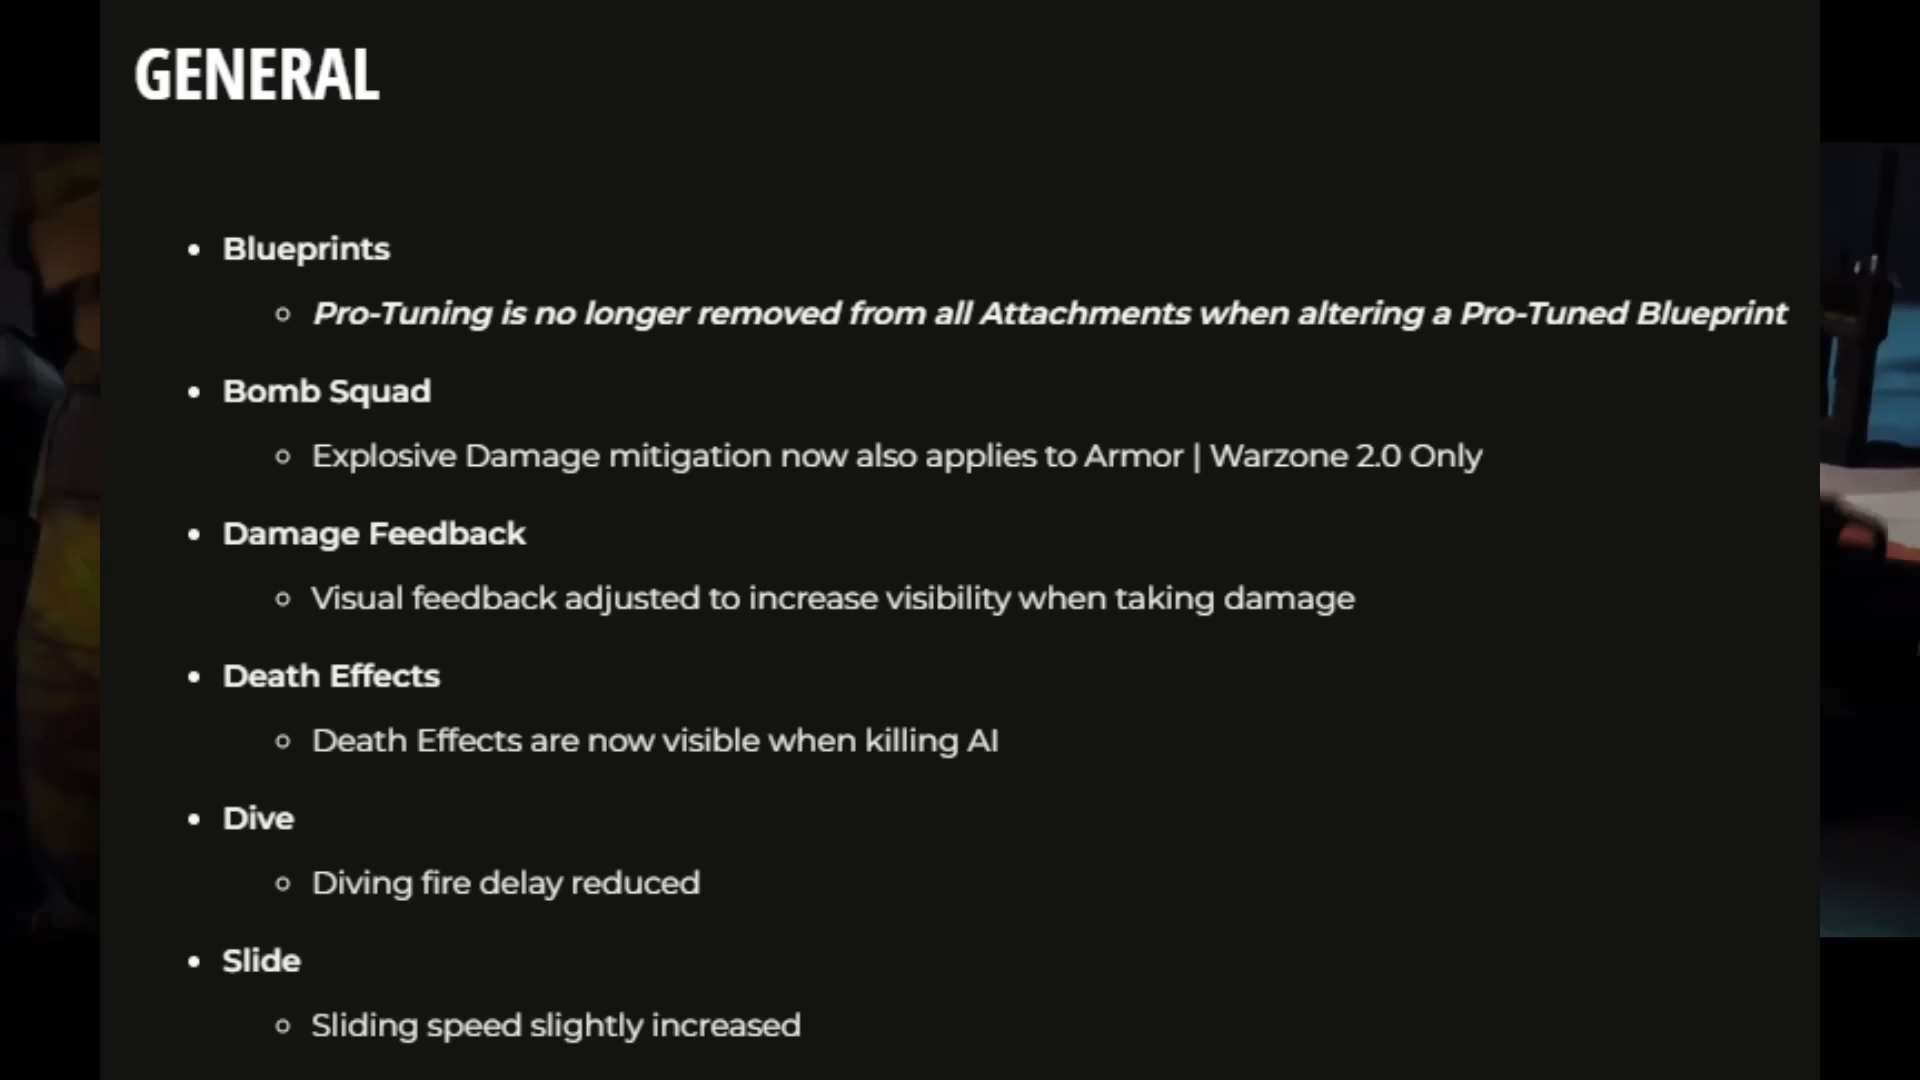 GENERAL
• Blueprints
◦ Pro-Tuning is no longer removed from all Attachments when altering a Pro-Tuned Blueprint
• Bomb Squad
◦ Explosive Damage mitigation now also applies to Armor | Warzone 2.0 Only
• Damage Feedback
◦ Visual feedback adjusted to increase visibility when taking damage
• Death Effects
◦ Death Effects are now visible when killing AI
• Dive
◦ Diving fire delay reduced
• Slide
◦ Sliding speed slightly increased